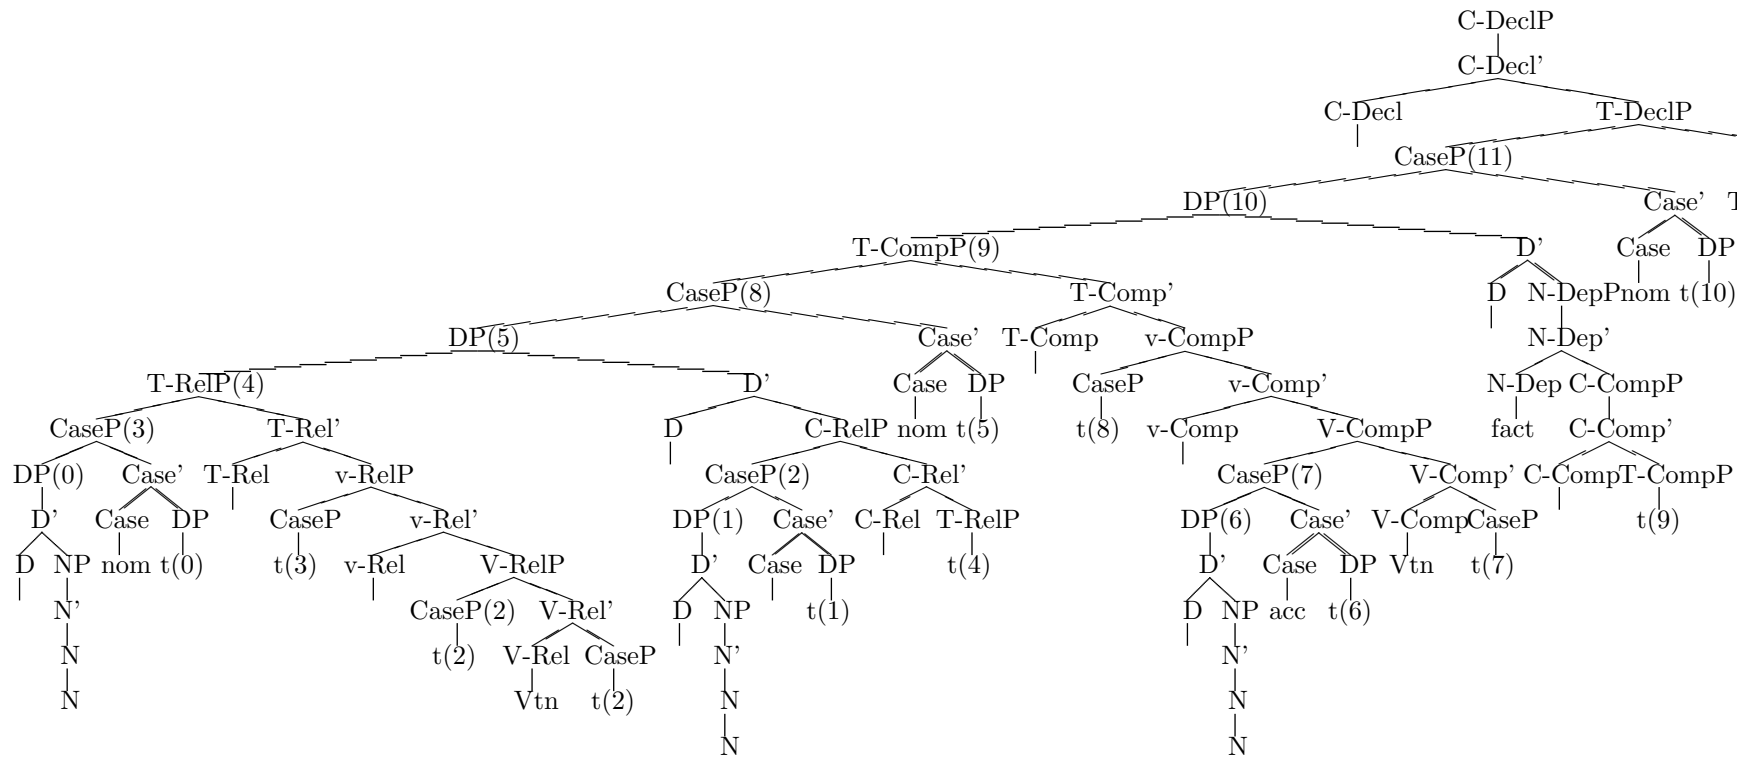 C-DeclP
C-Decl'
C-Decl T-DeclP
CaseP(11)
DP(10) Case'
T-CompP(9) D' Case DP
CaseP(8) T-Comp' D N-DepP nom t(10)
DP(5) Case' T-Comp v-CompP N-Dep'
T-RelP(4) D' Case DP CaseP v-Comp' N-Dep C-CompP
CaseP(3) T-Rel' D C-RelP nom t(5) t(8) v-Comp V-CompP fact C-Comp'
DP(0) Case' T-Rel v-RelP CaseP(2) C-Rel' CaseP(7) V-Comp' C-Comp T-CompP
D' Case DP CaseP v-Rel' DP(1) Case' C-Rel T-RelP DP(6) Case' V-Comp CaseP t(9)
D NP nom t(0) t(3) v-Rel V-RelP D' Case DP t(4) D' Case DP Vtn t(7)
N' CaseP(2) V-Rel' D NP t(1) D NP acc t(6)
N t(2) V-Rel CaseP N' N'
N Vtn t(2) N N
N N